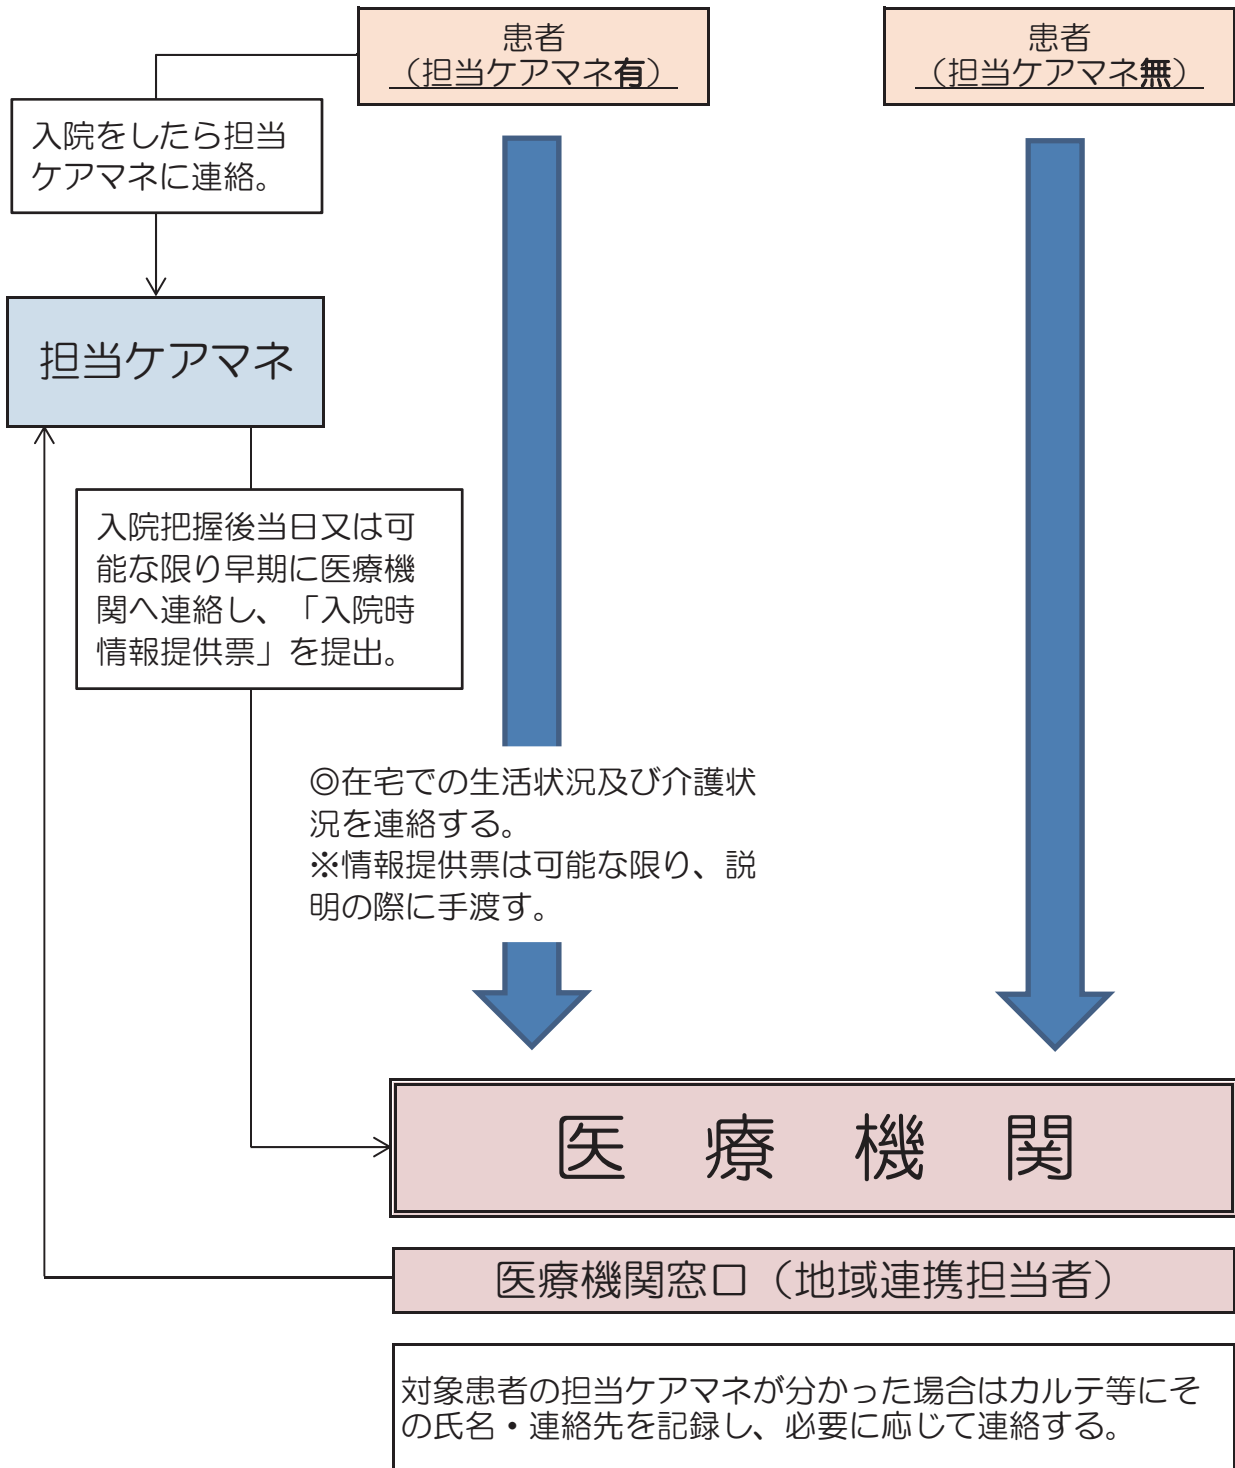 患者
（担当ケアマネ有）
患者
（担当ケアマネ無）
入院をしたら担当
ケアマネに連絡。
担当ケアマネ
入院把握後当日又は可
能な限り早期に医療機
関へ連絡し、「入院時
情報提供票」を提出。
◎在宅での生活状況及び介護状
況を連絡する。
※情報提供票は可能な限り、説
明の際に手渡す。
医療機関
医療機関窓口（地域連携担当者）
対象患者の担当ケアマネが分かった場合はカルテ等にそ
の氏名・連絡先を記録し、必要に応じて連絡する。